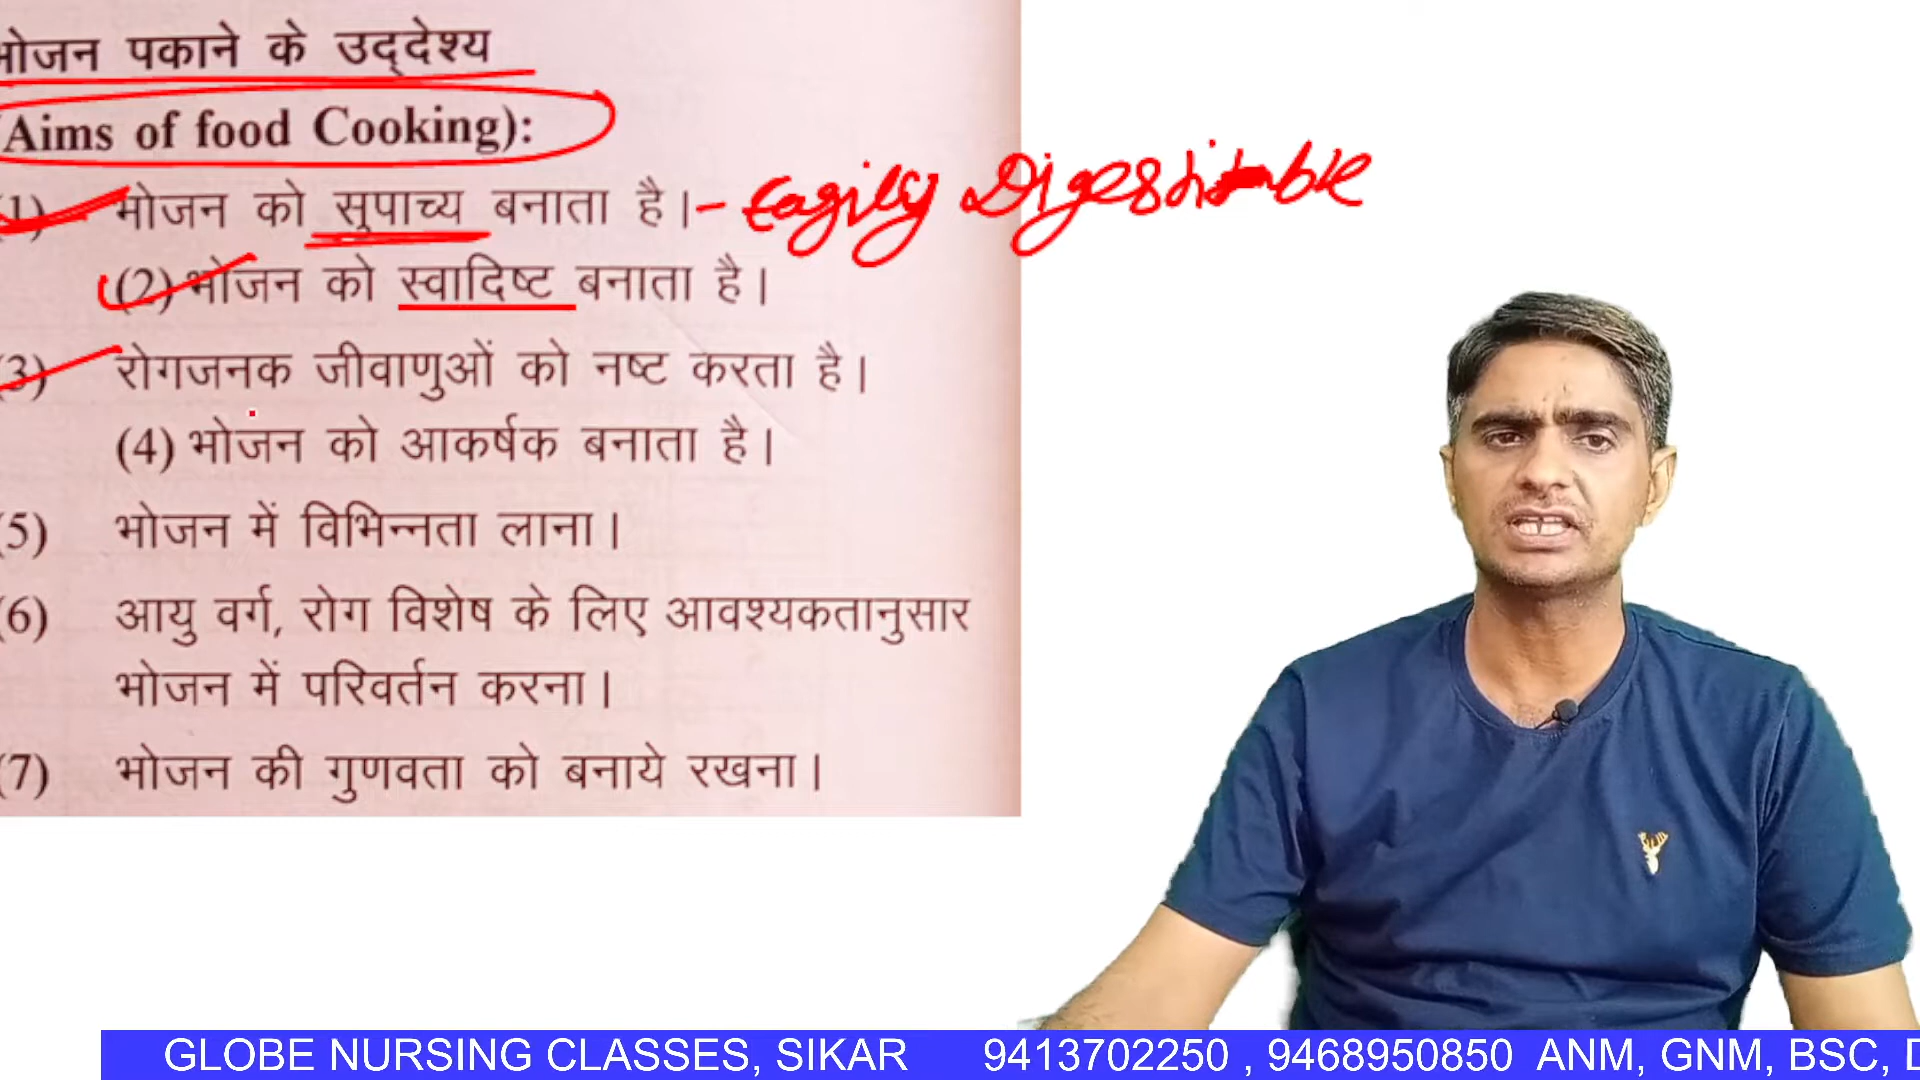 भोजन पकाने के उद्देश्य
(Aims of food Cooking):
(1) भोजन को सुपाच्य बनाता है। - Easily Digestitable
(2) भोजन को स्वादिष्ट बनाता है।
(3) रोगजनक जीवाणुओं को नष्ट करता है।
(4) भोजन को आकर्षक बनाता है।
(5) भोजन में विभिन्नता लाना।
(6) आयु वर्ग, रोग विशेष के लिए आवश्यकतानुसार
भोजन में परिवर्तन करना।
(7) भोजन की गुणवता को बनाये रखना।
GLOBE NURSING CLASSES, SIKAR 9413702250 , 9468950850 ANM, GNM, BSC, D